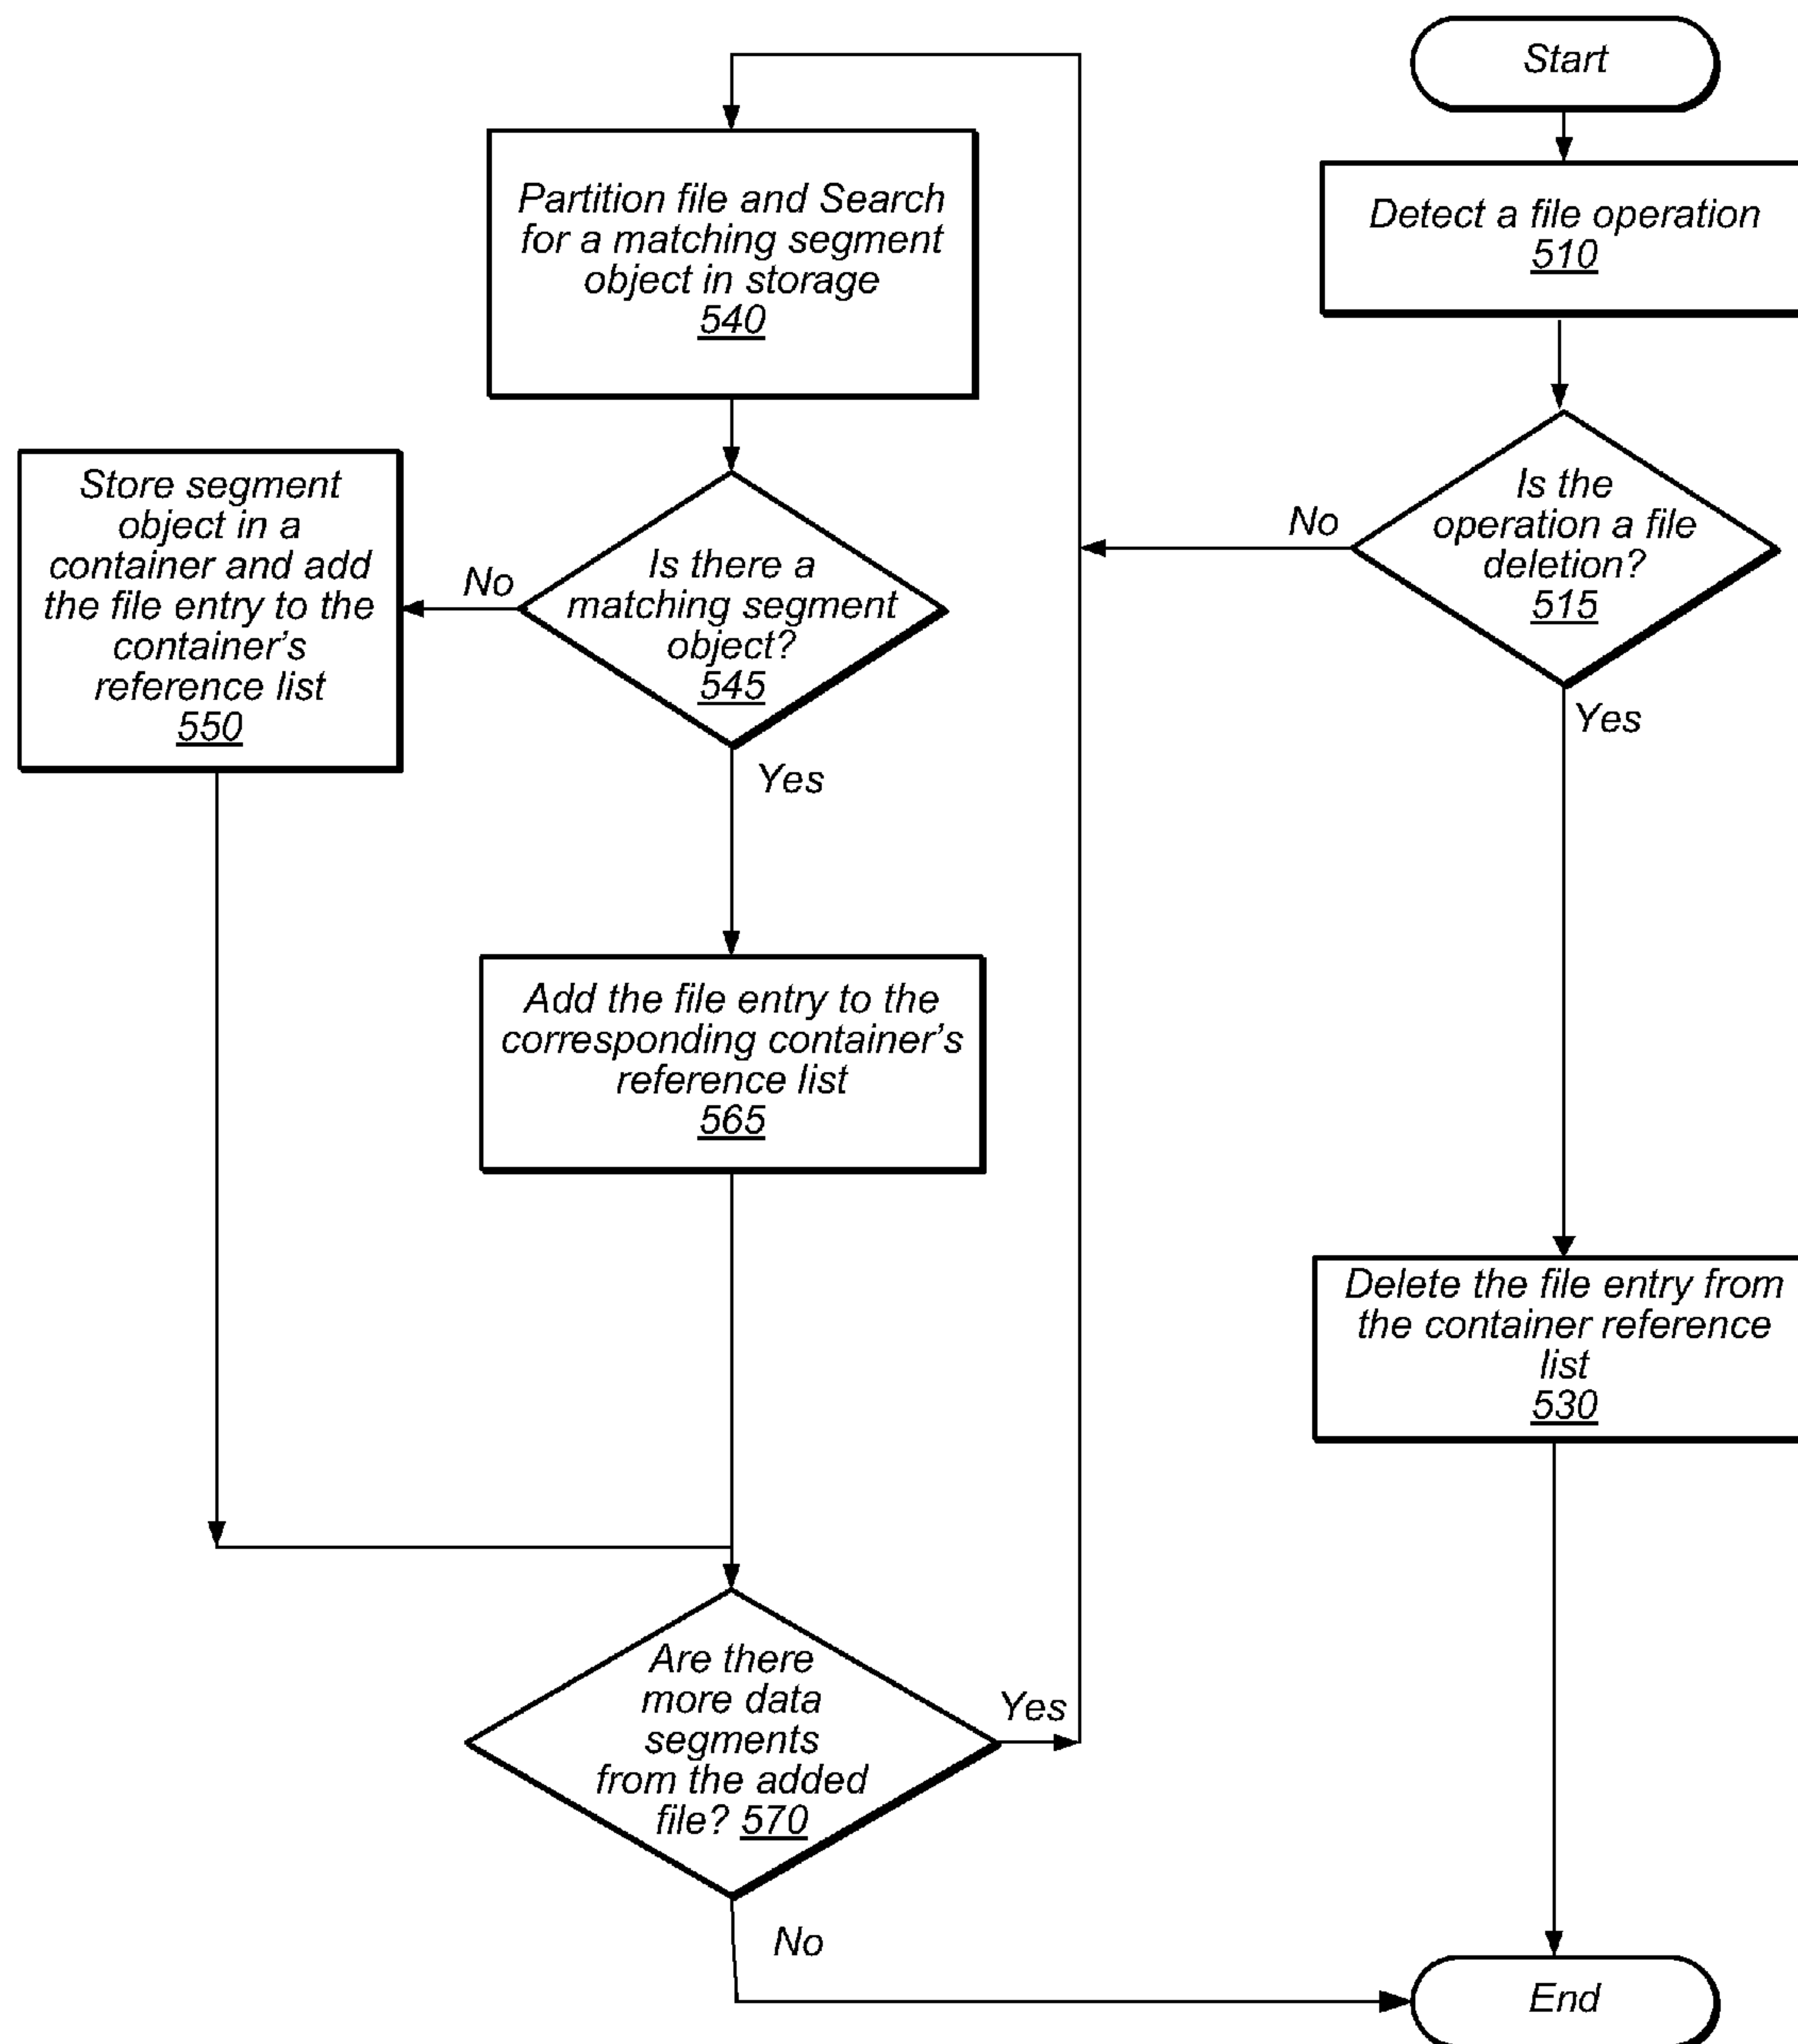 Start
Detect a file operation
510
Is the
operation a file
deletion?
515
No
Yes
Delete the file entry from
the container reference
list
530
Partition file and Search
for a matching segment
object in storage
540
Is there a
matching segment
object?
545
No
Yes
Store segment
object in a
container and add
the file entry to the
container's
reference list
550
Add the file entry to the
corresponding container's
reference list
565
Are there
more data
segments
from the added
file? 570
Yes
No
End